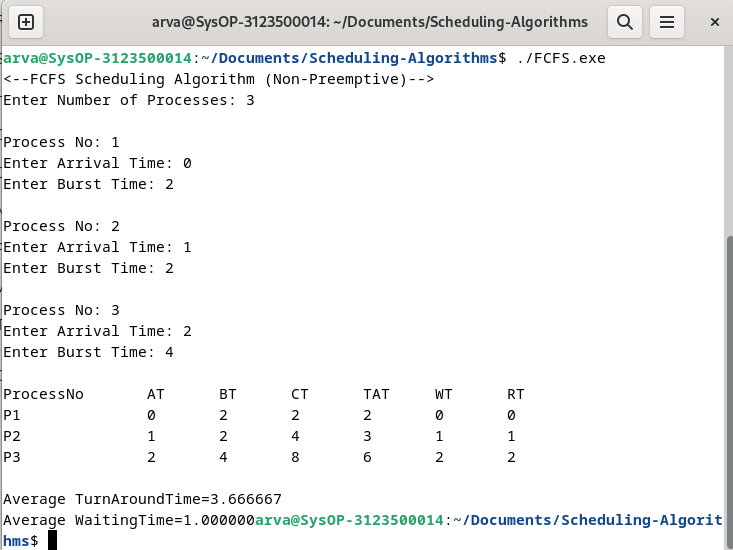 arva@SysOP-3123500014: ~/Documents/Scheduling-Algorithms
arva@SysOP-3123500014:~/Documents/Scheduling-Algorithms$ ./FCFS.exe
<--FCFS Scheduling Algorithm (Non-Preemptive)-->
Enter Number of Processes: 3
Process No: 1
Enter Arrival Time: 0
Enter Burst Time: 2
Process No: 2
Enter Arrival Time: 1
Enter Burst Time: 2
Process No: 3
Enter Arrival Time: 2
Enter Burst Time: 4
ProcessNo AT BT CT TAT WT RT
P1 0 2 2 2 0 0
P2 1 2 4 3 1 1
P3 2 4 8 6 2 2
Average TurnAroundTime=3.666667
Average WaitingTime=1.000000arva@SysOP-3123500014:~/Documents/Scheduling-Algorit
hms$